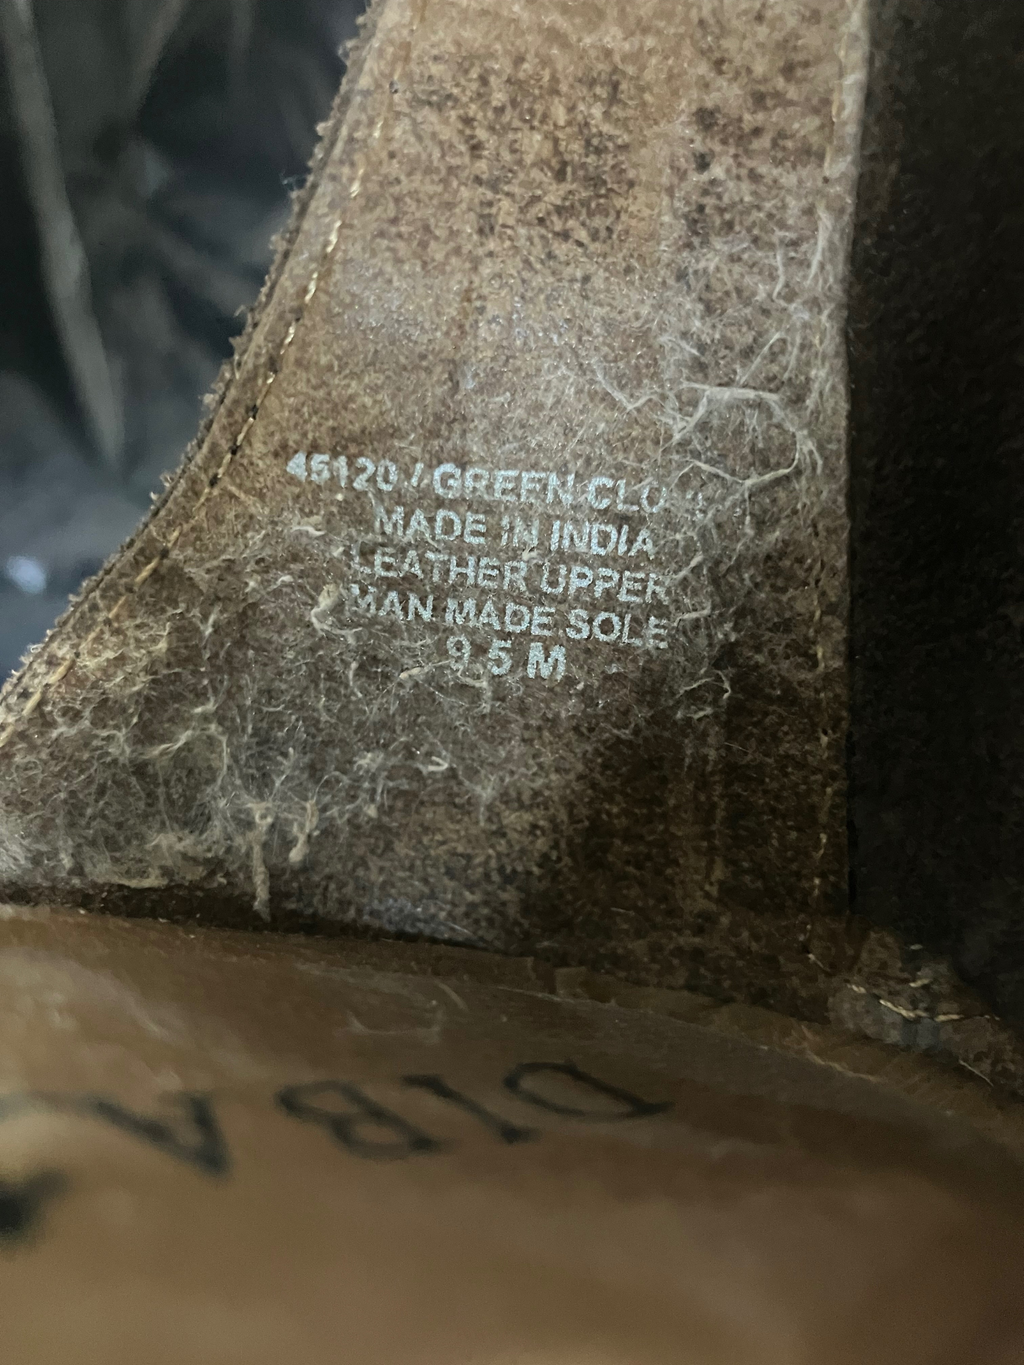 45120 / GREEN
MADE IN INDIA
LEATHER UPPER
MAN MADE SOLE
9.5 M
DIBA